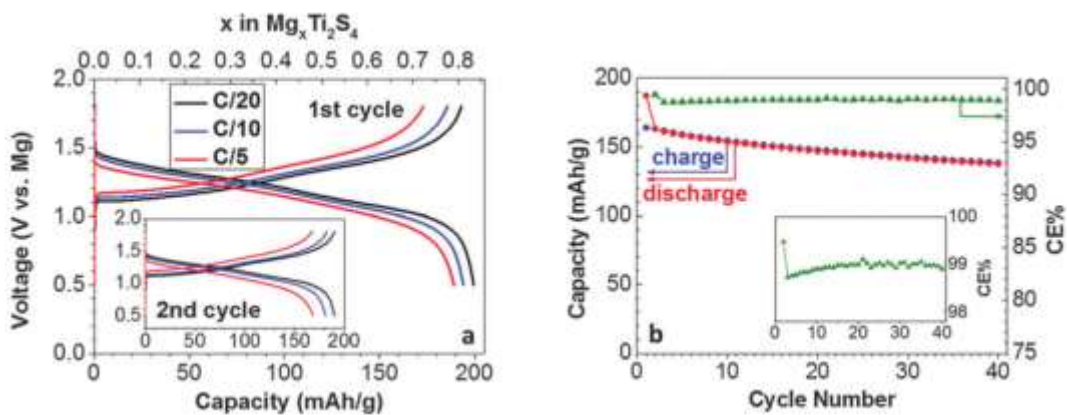 x in MgxTi2S4
0.0 0.1 0.2 0.3 0.4 0.5 0.6 0.7 0.8
2.0
1.5
1.0
0.5
0.0
Voltage (V vs. Mg)
C/20
C/10
C/5
1st cycle
2.0
1.5
1.0
0.5
2nd cycle
0 50 100 150 200
a
0 50 100 150 200
Capacity (mAh/g)
200
150
100
50
0
Capacity (mAh/g)
charge
discharge
100
99
98
CE%
0 10 20 30 40
b
0 10 20 30 40
Cycle Number
100
95
90
85
80
75
CE%